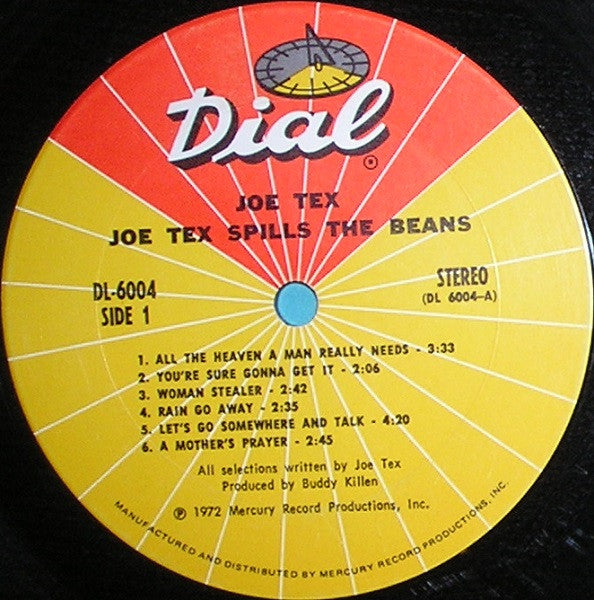 Dial
®
JOE TEX
JOE TEX SPILLS THE BEANS
DL-6004
SIDE 1
STEREO
(DL 6004-A)
1. ALL THE HEAVEN A MAN REALLY NEEDS - 3:33
2. YOU'RE SURE GONNA GET IT - 2:06
3. WOMAN STEALER - 2:42
4. RAIN GO AWAY - 2:35
5. LET'S GO SOMEWHERE AND TALK - 4:20
6. A MOTHER'S PRAYER - 2:45
All selections written by Joe Tex
Produced by Buddy Killen
℗ 1972 Mercury Record Productions, Inc.
MANUFACTURED AND DISTRIBUTED BY MERCURY RECORD PRODUCTIONS, INC.